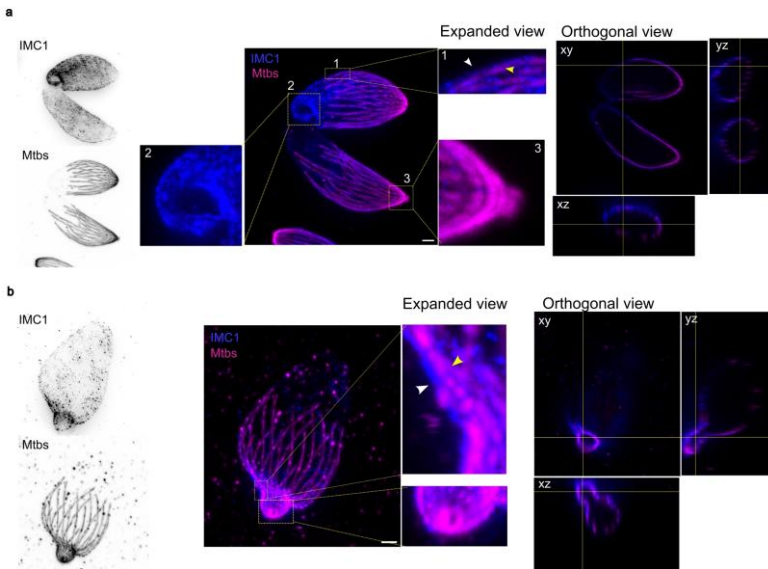 a
IMC1
Mtbs
2
IMC1
Mtbs
2
1
3
Expanded view
1
3
Orthogonal view
xy
yz
xz
b
IMC1
Mtbs
IMC1
Mtbs
Expanded view
Orthogonal view
xy
yz
xz